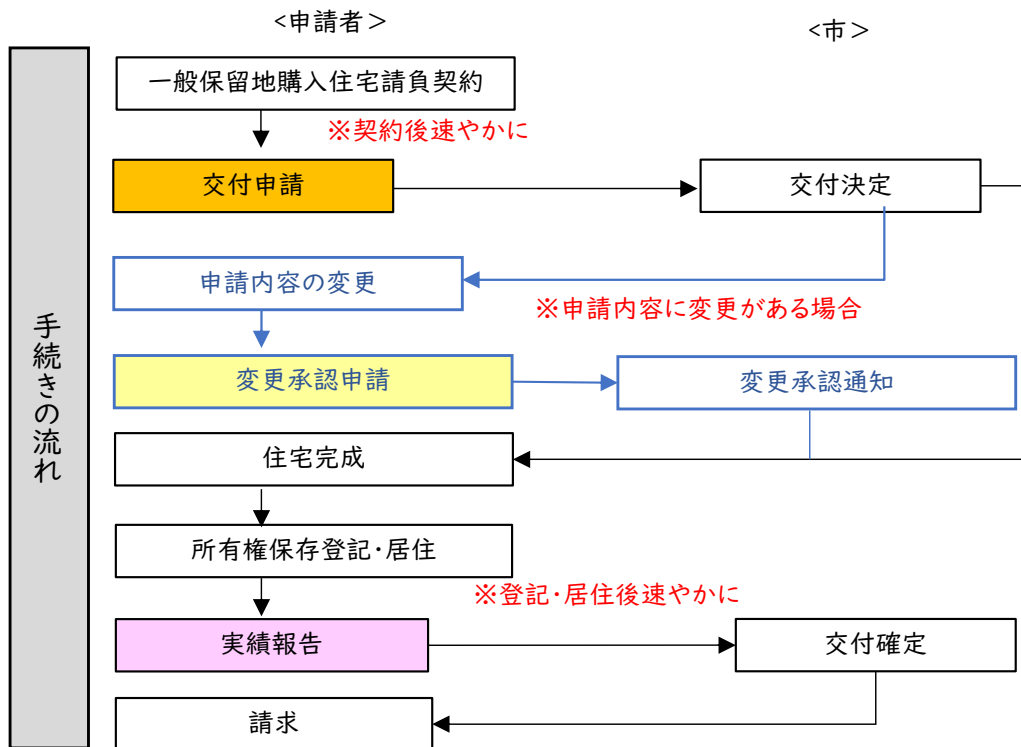 <申請者>
<市>
手続きの流れ
一般保留地購入住宅請負契約
※契約後速やかに
交付申請
交付決定
申請内容の変更
※申請内容に変更がある場合
変更承認申請
変更承認通知
住宅完成
所有権保存登記・居住
※登記・居住後速やかに
実績報告
交付確定
請求